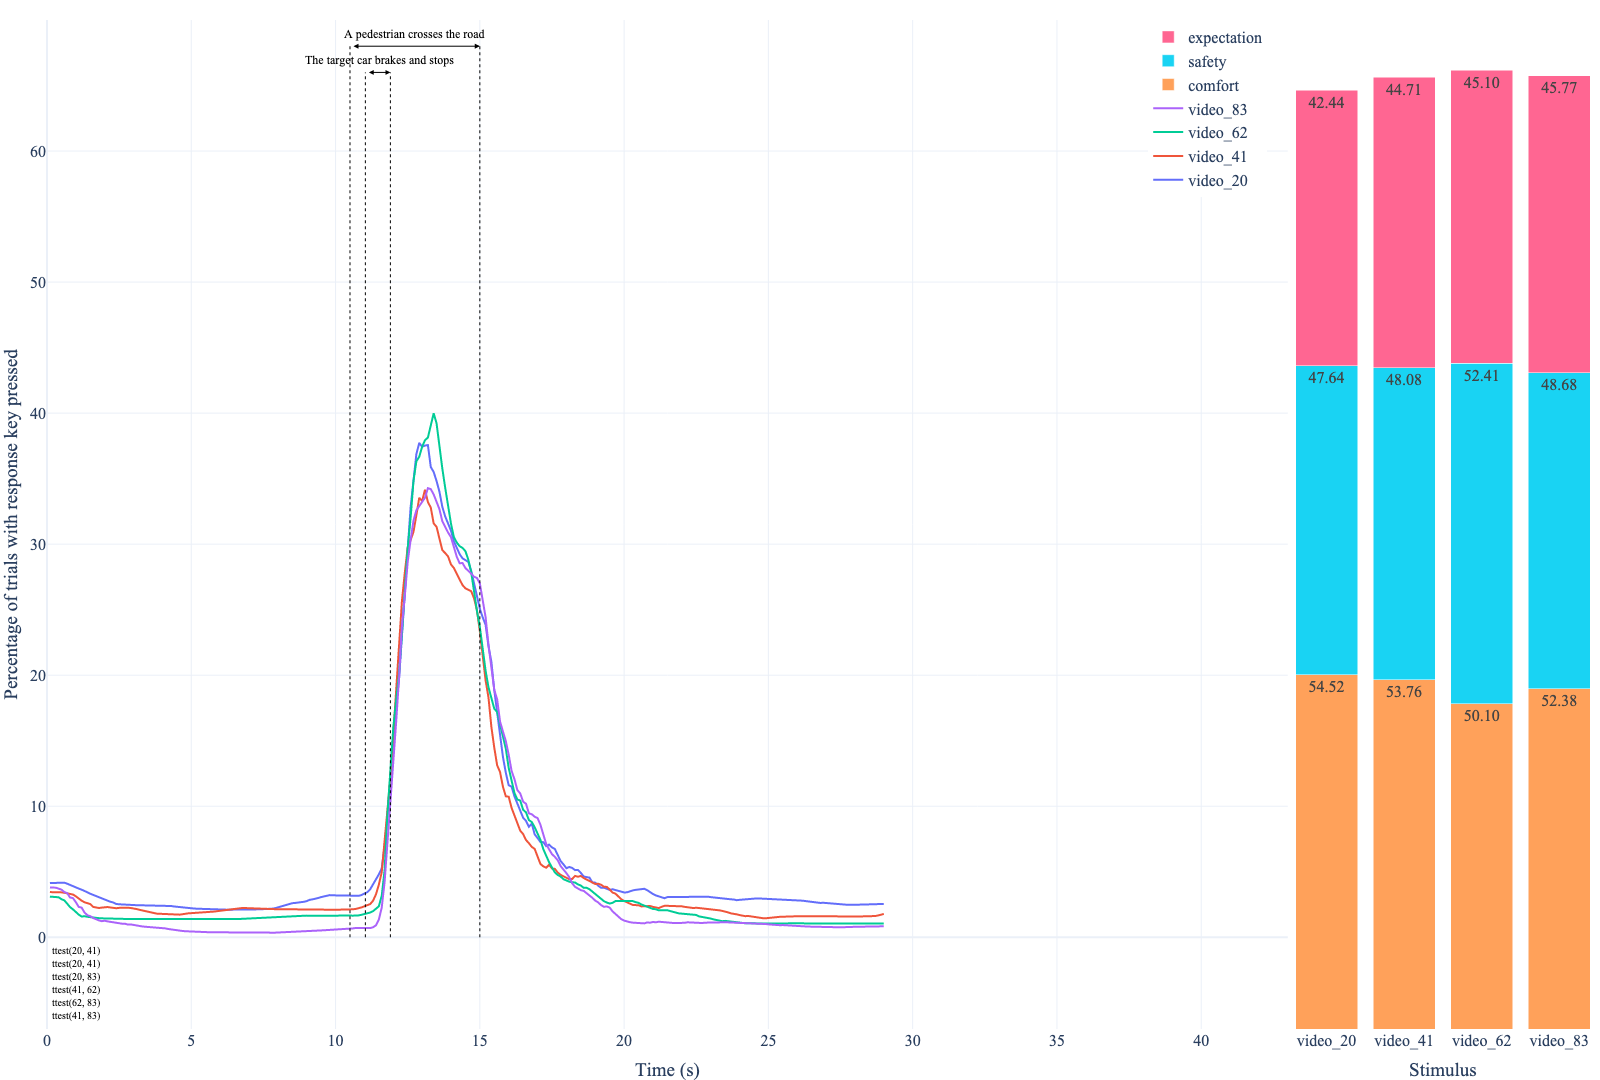 A pedestrian crosses the road
The target car brakes and stops
expectation
safety
comfort
video_83
video_62
video_41
video_20
Percentage of trials with response key pressed
60
50
40
30
20
10
0
ttest(20, 41)
ttest(20, 41)
ttest(20, 83)
ttest(41, 62)
ttest(62, 83)
ttest(41, 83)
0 5 10 15 20 25 30 35 40
Time (s)
42.44 44.71 45.10 45.77
47.64 48.08 52.41 48.68
54.52 53.76 50.10 52.38
video_20 video_41 video_62 video_83
Stimulus